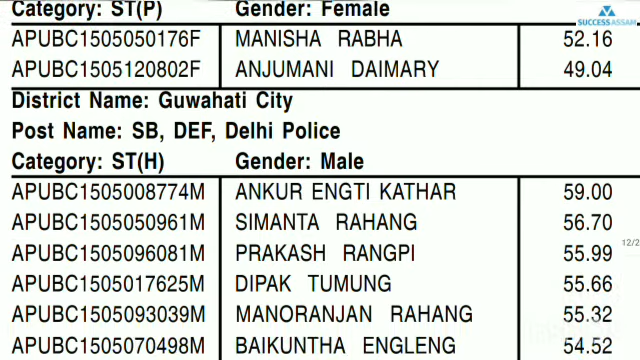 Category: ST(P) Gender: Female
SUCCESS ASSAM
APUBC1505050176F MANISHA RABHA 52.16
APUBC1505120802F ANJUMANI DAIMARY 49.04
District Name: Guwahati City
Post Name: SB, DEF, Delhi Police
Category: ST(H) Gender: Male
APUBC1505008774M ANKUR ENGTI KATHAR 59.00
APUBC1505050961M SIMANTA RAHANG 56.70
12/2
APUBC1505096081M PRAKASH RANGPI 55.99
APUBC1505017625M DIPAK TUMUNG 55.66
APUBC1505093039M MANORANJAN RAHANG 55.32
APUBC1505070498M BAIKUNTHA ENGLENG 54.52